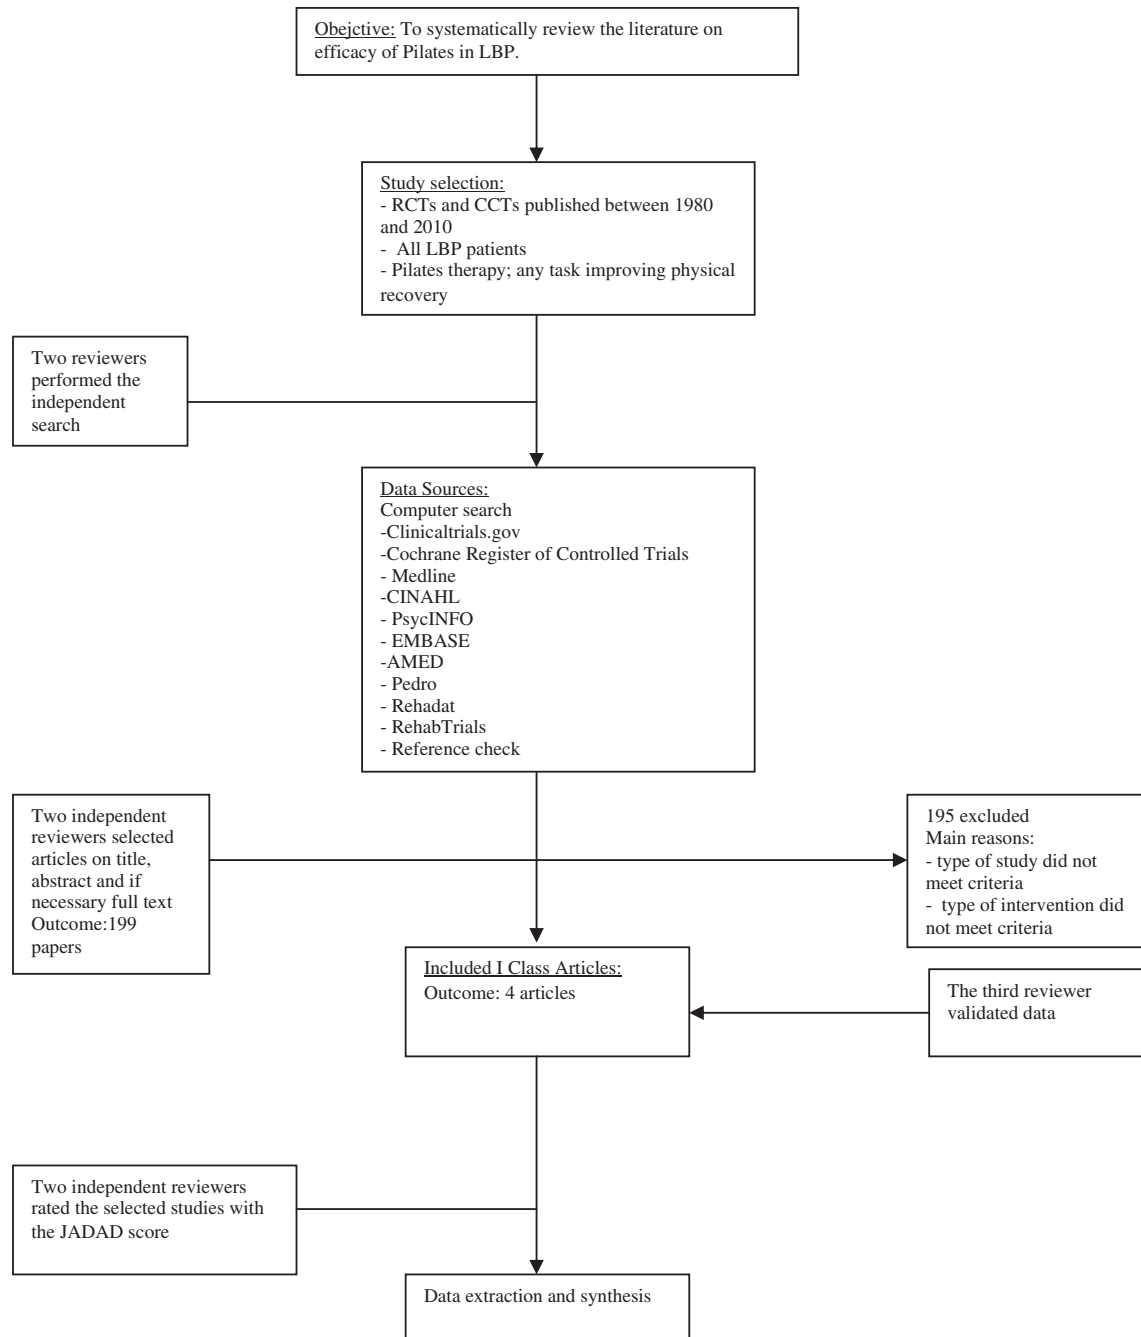 Obejctive: To systematically review the literature on
efficacy of Pilates in LBP.
Study selection:
- RCTs and CCTs published between 1980
and 2010
- All LBP patients
- Pilates therapy; any task improving physical
recovery
Two reviewers
performed the
independent
search
Data Sources:
Computer search
-Clinicaltrials.gov
-Cochrane Register of Controlled Trials
- Medline
-CINAHL
- PsycINFO
- EMBASE
-AMED
- Pedro
- Rehadat
- RehabTrials
- Reference check
Two independent
reviewers selected
articles on title,
abstract and if
necessary full text
Outcome:199
papers
195 excluded
Main reasons:
- type of study did not
meet criteria
- type of intervention did
not meet criteria
Included I Class Articles:
Outcome: 4 articles
The third reviewer
validated data
Two independent reviewers
rated the selected studies with
the JADAD score
Data extraction and synthesis